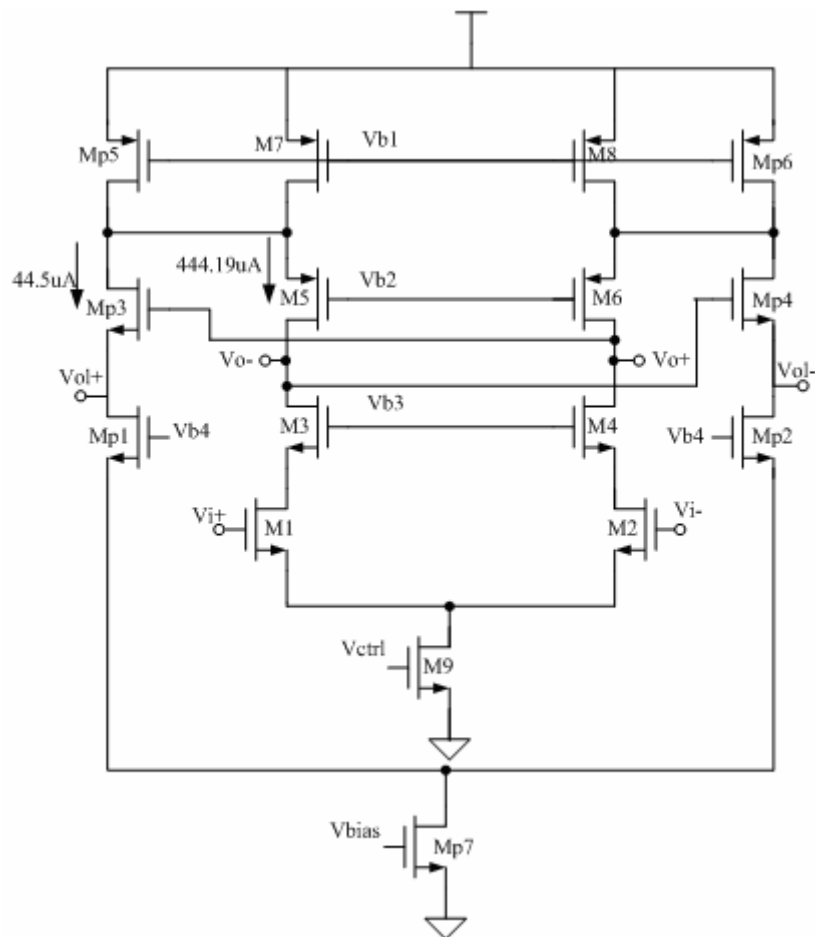 Mp5
M7
Vb1
M8
Mp6
44.5uA
444.19uA
Mp3
M5
Vb2
M6
Mp4
Vo-
Vo+
Vol+
Vol-
Mp1
Vb4
M3
Vb3
M4
Vb4
Mp2
Vi+
M1
M2
Vi-
Vctrl
M9
Vbias
Mp7